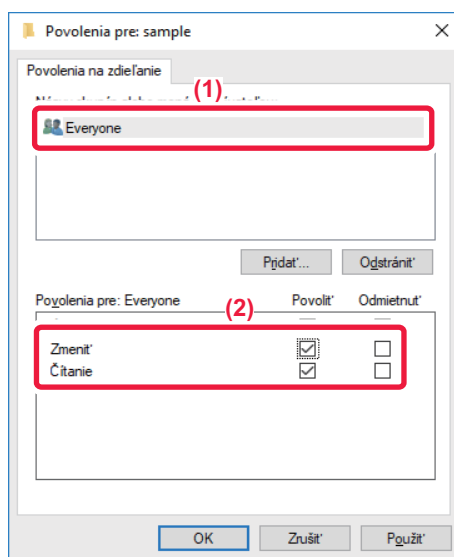 Povolenia pre: sample
Povolenia na zdieľanie
(1)
Everyone
Pridať...
Odstrániť
Povolenia pre: Everyone
(2)
Povoliť
Odmietnuť
Zmeniť
Čítanie
OK
Zrušiť
Použiť